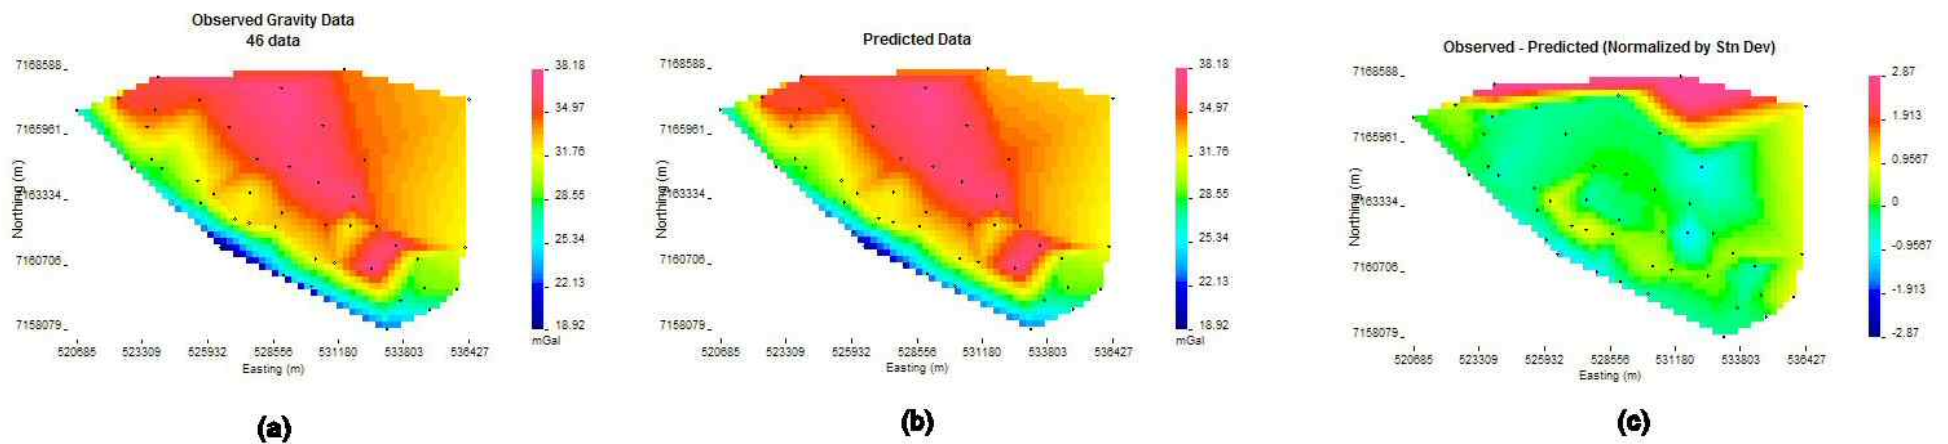 Observed Gravity Data
46 data
7168588
7165961
7163334
7160706
7158079
Northing (m)
520685 523309 525932 528556 531180 533803 536427
Easting (m)
38.18
34.97
31.76
28.55
25.34
22.13
18.92
mGal
(a)
Predicted Data
7168588
7165961
7163334
7160706
7158079
Northing (m)
520685 523309 525932 528556 531180 533803 536427
Easting (m)
38.18
34.97
31.76
28.55
25.34
22.13
18.92
mGal
(b)
Observed - Predicted (Normalized by Stn Dev)
7168588
7165961
7163334
7160706
7158079
Northing (m)
520685 523309 525932 528556 531180 533803 536427
Easting (m)
2.87
1.913
0.9567
0
-0.9567
-1.913
-2.87
(c)